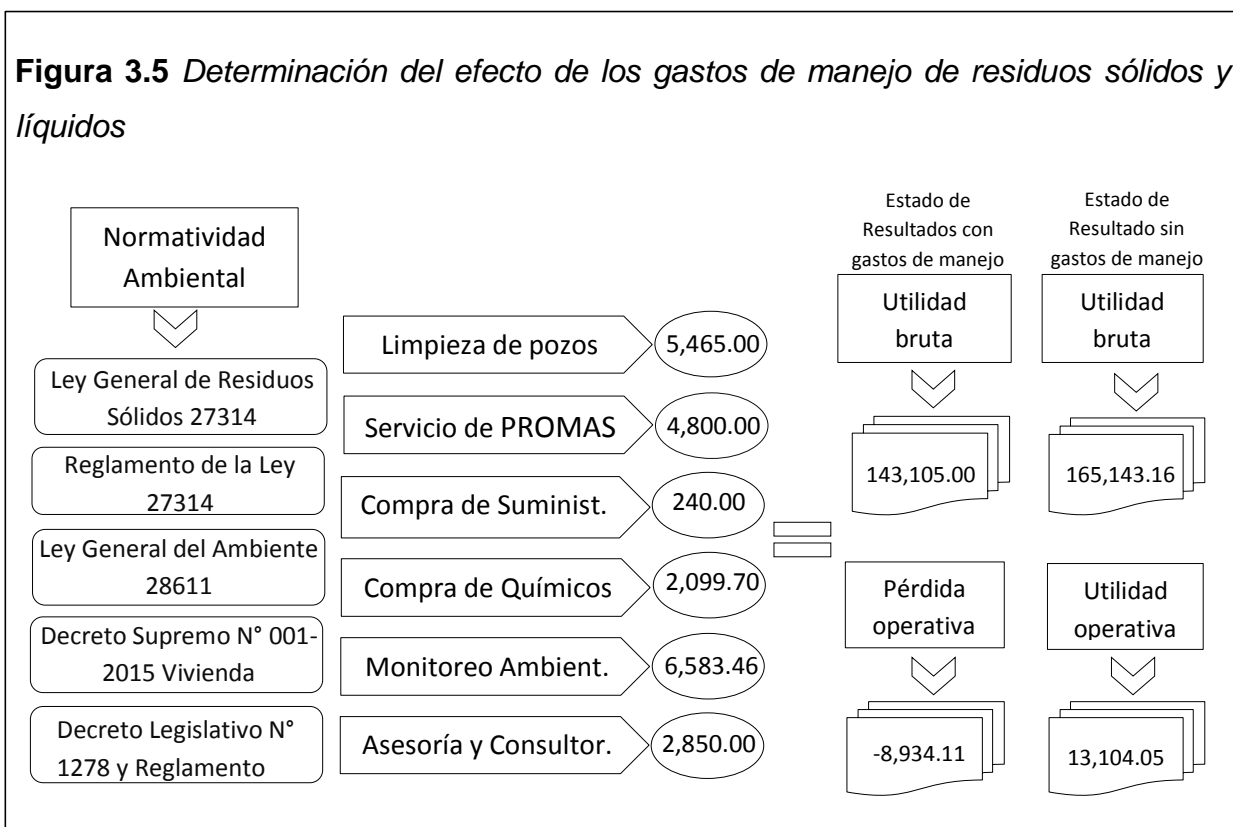 Figura 3.5 Determinación del efecto de los gastos de manejo de residuos sólidos y
líquidos
Normatividad
Ambiental
Ley General de Residuos
Sólidos 27314
Reglamento de la Ley
27314
Ley General del Ambiente
28611
Decreto Supremo N° 001-
2015 Vivienda
Decreto Legislativo N°
1278 y Reglamento
Limpieza de pozos
5,465.00
Servicio de PROMAS
4,800.00
Compra de Suminist.
240.00
Compra de Químicos
2,099.70
Monitoreo Ambient.
6,583.46
Asesoría y Consultor.
2,850.00
Estado de
Resultados con
gastos de manejo
Utilidad
bruta
143,105.00
Pérdida
operativa
-8,934.11
Estado de
Resultado sin
gastos de manejo
Utilidad
bruta
165,143.16
Utilidad
operativa
13,104.05